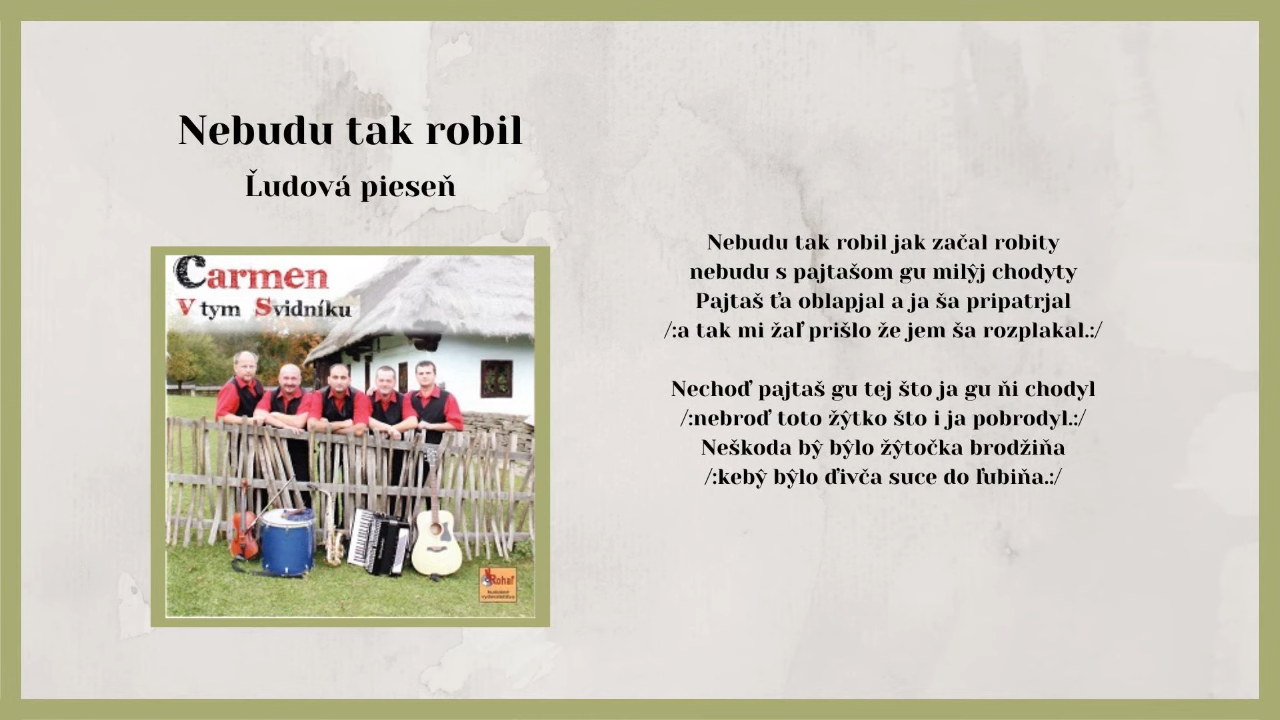 Nebudu tak robil
Ľudová pieseň
Carmen
V tym Svidníku
Rohaľ
hudobné
vydavateľstvo
Nebudu tak robil jak začal robity
nebudu s pajtašom gu milŷj chodyty
Pajtaš ťa oblapjal a ja ša pripatrjal
/:a tak mi žaľ prišlo že jem ša rozplakal.:/
Nechoď pajtaš gu tej što ja gu ňi chodyl
/:nebroď toto žŷtko što i ja pobrodyl.:/
Neškoda bŷ bŷlo žŷtočka brodžiňa
/:kebŷ bŷlo ďivča suce do ľubiňa.:/